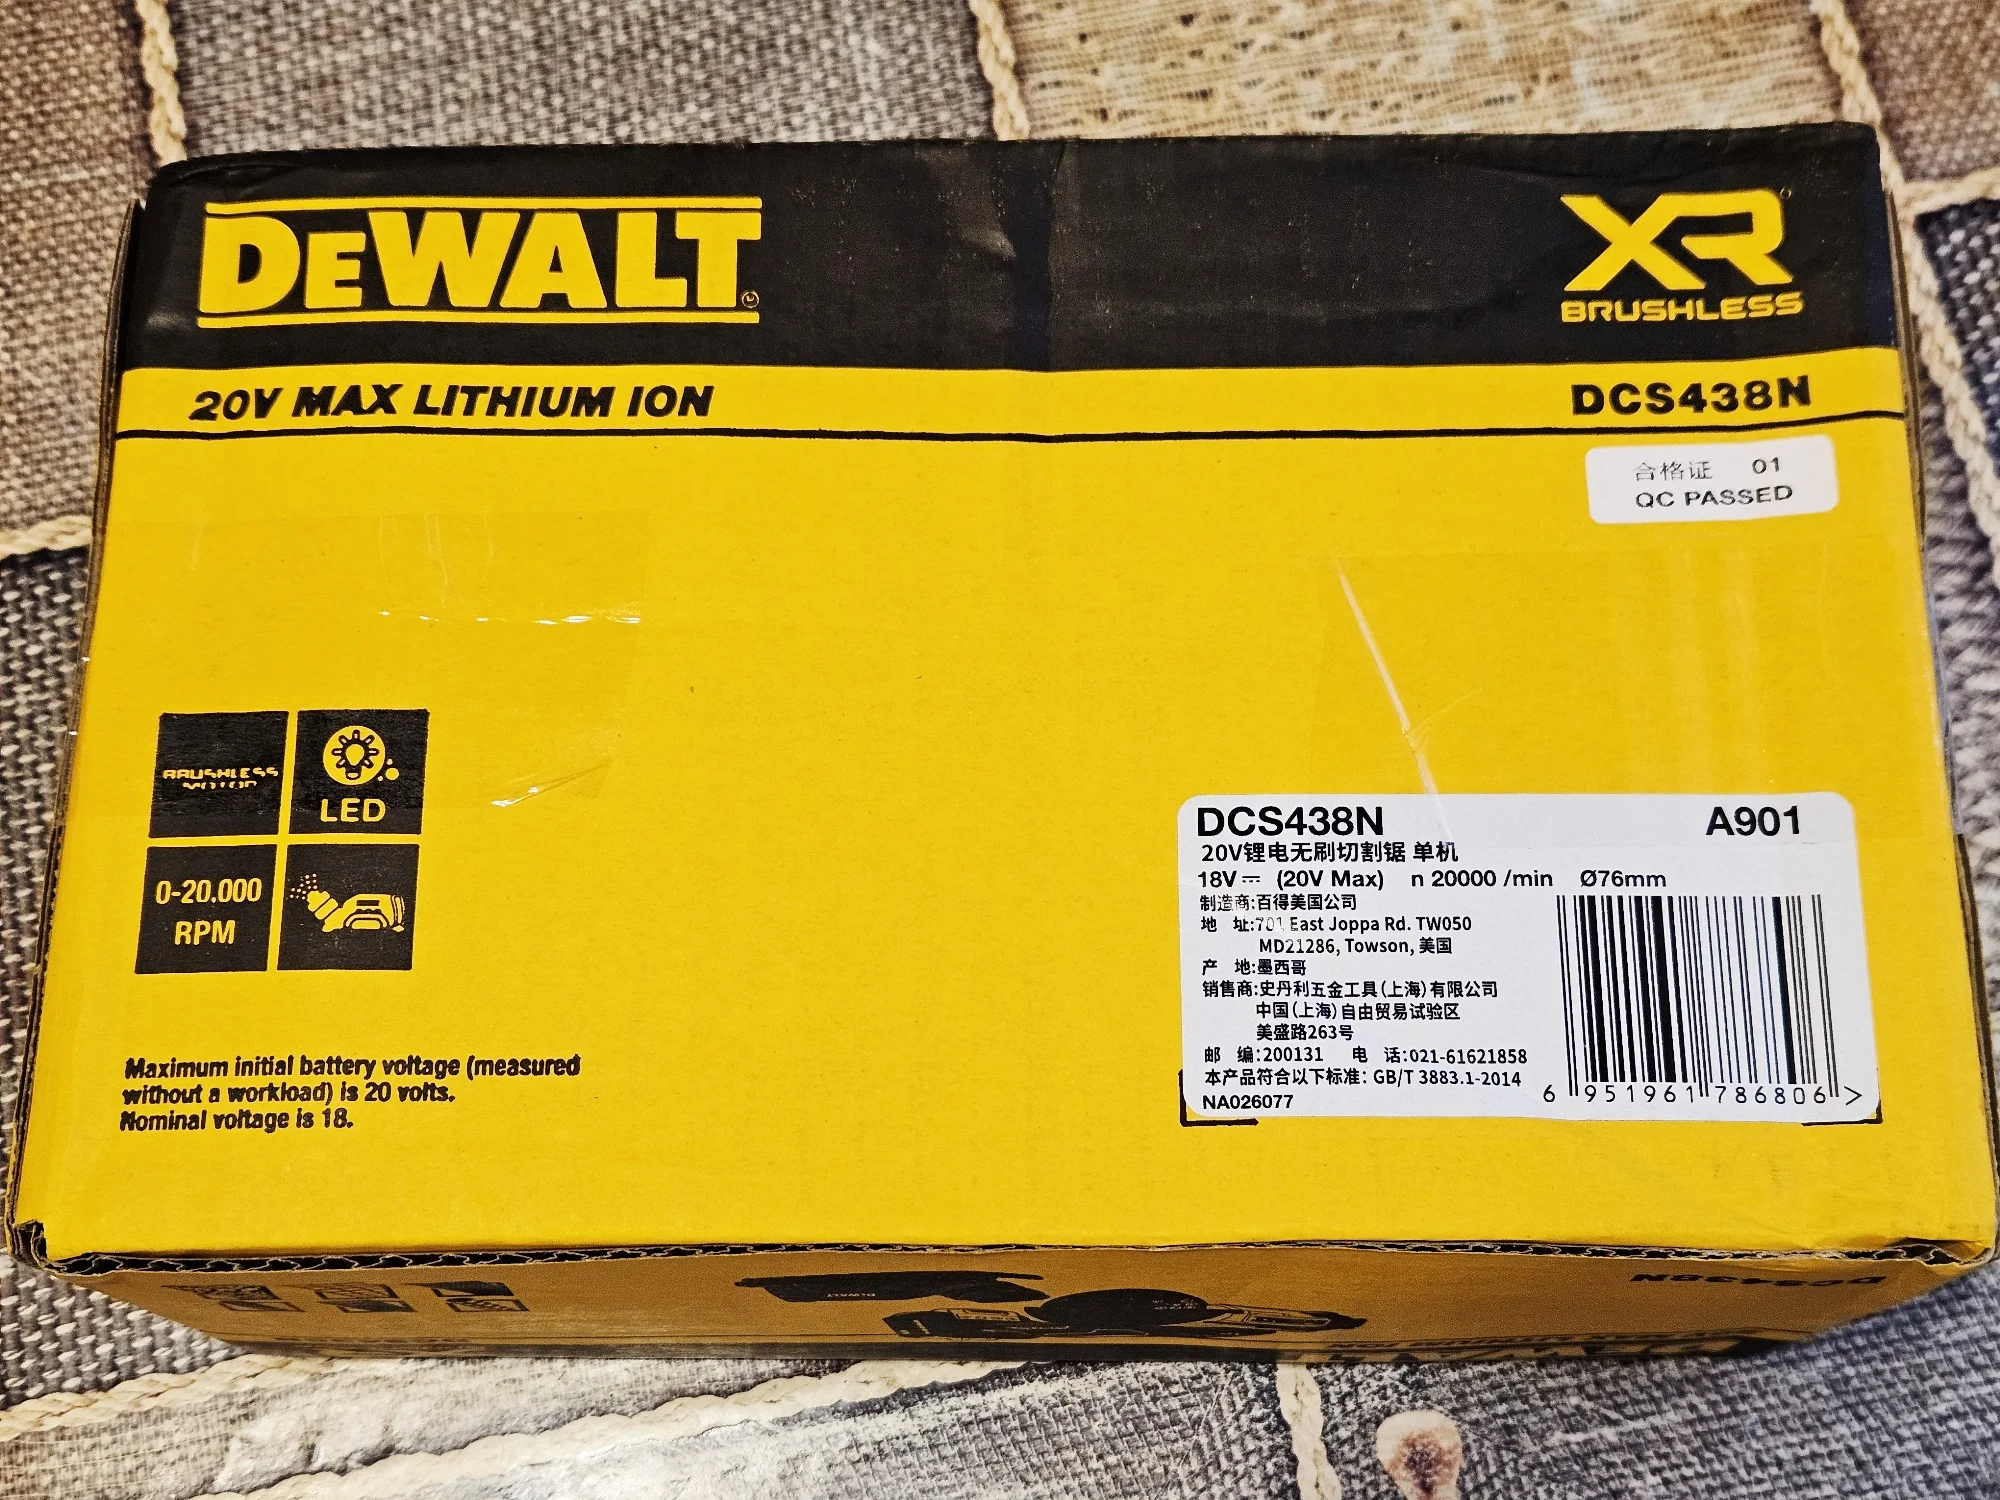 DEWALT
XR
BRUSHLESS
20V MAX LITHIUM ION
DCS438N
合格证 01
QC PASSED
BRUSHLESS
MOTOR
LED
0-20.000
RPM
Maximum initial battery voltage (measured
without a workload) is 20 volts.
Nominal voltage is 18.
DCS438N A901
20V锂电无刷切割锯 单机
18V⎓ (20V Max) n 20000 /min Ø76mm
制造商:百得美国公司
地 址:701 East Joppa Rd. TW050
MD21286, Towson, 美国
产 地:墨西哥
销售商:史丹利五金工具(上海)有限公司
中国(上海)自由贸易试验区
美盛路263号
邮 编:200131 电 话:021-61621858
本产品符合以下标准: GB/T 3883.1-2014
NA026077
6 951961 786806 >
DCS438N